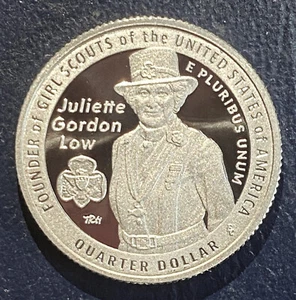 FOUNDER of GIRL SCOUTS of the UNITED STATES of AMERICA
E PLURIBUS UNUM
Juliette
Gordon
Low
QUARTER DOLLAR